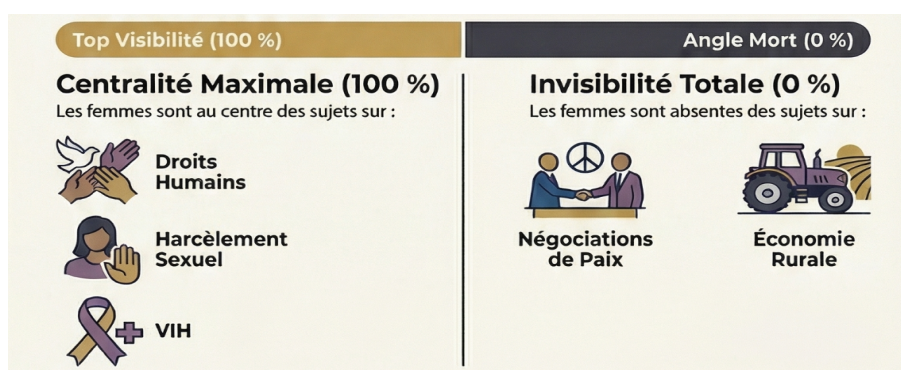 Top Visibilité (100 %)
Centralité Maximale (100 %)
Les femmes sont au centre des sujets sur :
Droits
Humains
Harcèlement
Sexuel
VIH
Angle Mort (0 %)
Invisibilité Totale (0 %)
Les femmes sont absentes des sujets sur :
Négociations
de Paix
Économie
Rurale